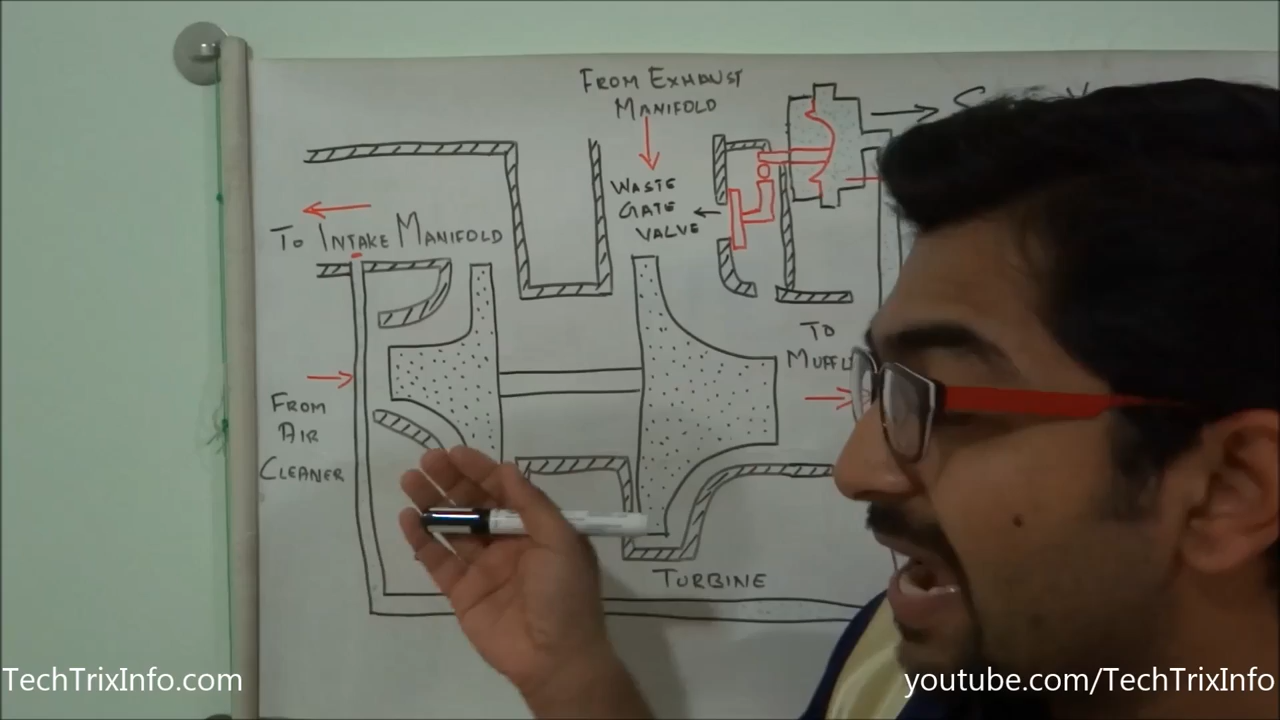 FROM EXHAUST
MANIFOLD
WASTE
GATE
VALVE
TO INTAKE MANIFOLD
TO
FROM
AIR
CLEANER
TURBINE
TechTrixInfo.com
youtube.com/TechTrixInfo